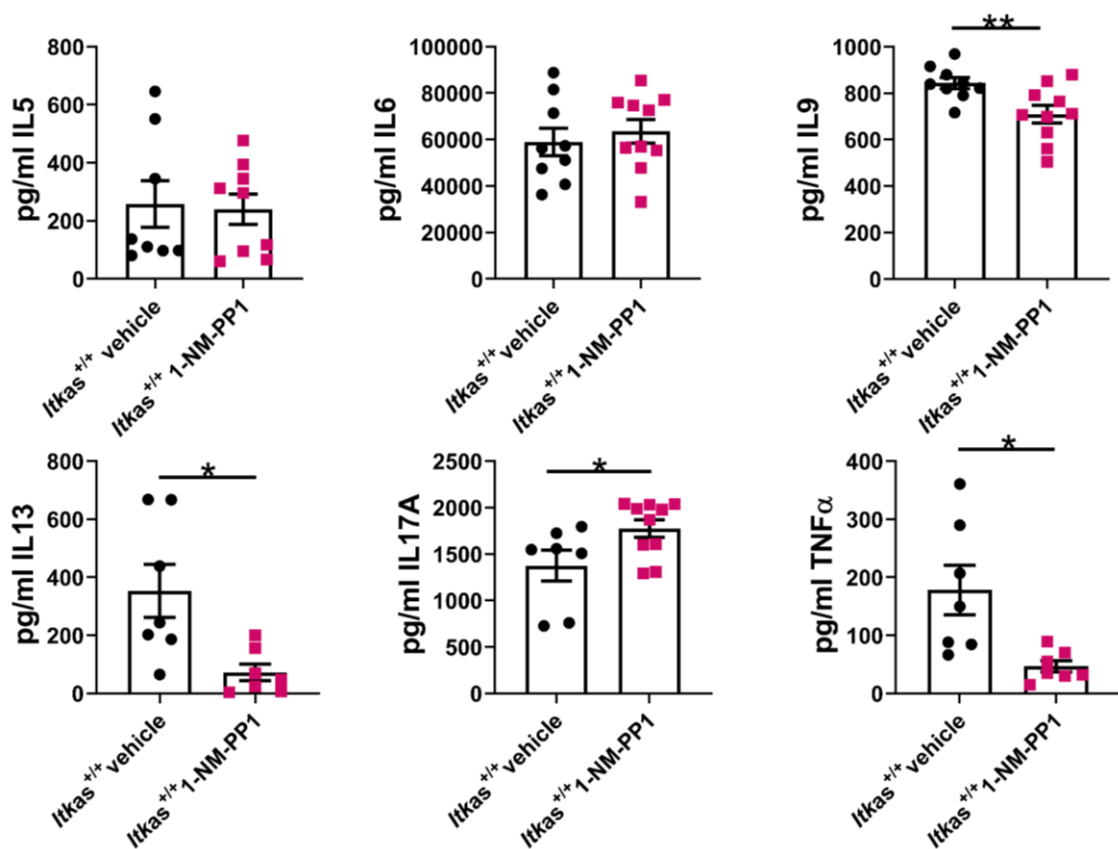 pg/ml IL5
800
600
400
200
0
Itkas+/+ vehicle
Itkas+/+ 1-NM-PP1
pg/ml IL6
100000
80000
60000
40000
20000
0
Itkas+/+ vehicle
Itkas+/+ 1-NM-PP1
pg/ml IL9
1000
800
600
400
200
0
**
Itkas+/+ vehicle
Itkas+/+ 1-NM-PP1
pg/ml IL13
800
600
400
200
0
*
Itkas+/+ vehicle
Itkas+/+ 1-NM-PP1
pg/ml IL17A
2500
2000
1500
1000
500
0
*
Itkas+/+ vehicle
Itkas+/+ 1-NM-PP1
pg/ml TNFα
400
300
200
100
0
*
Itkas+/+ vehicle
Itkas+/+ 1-NM-PP1